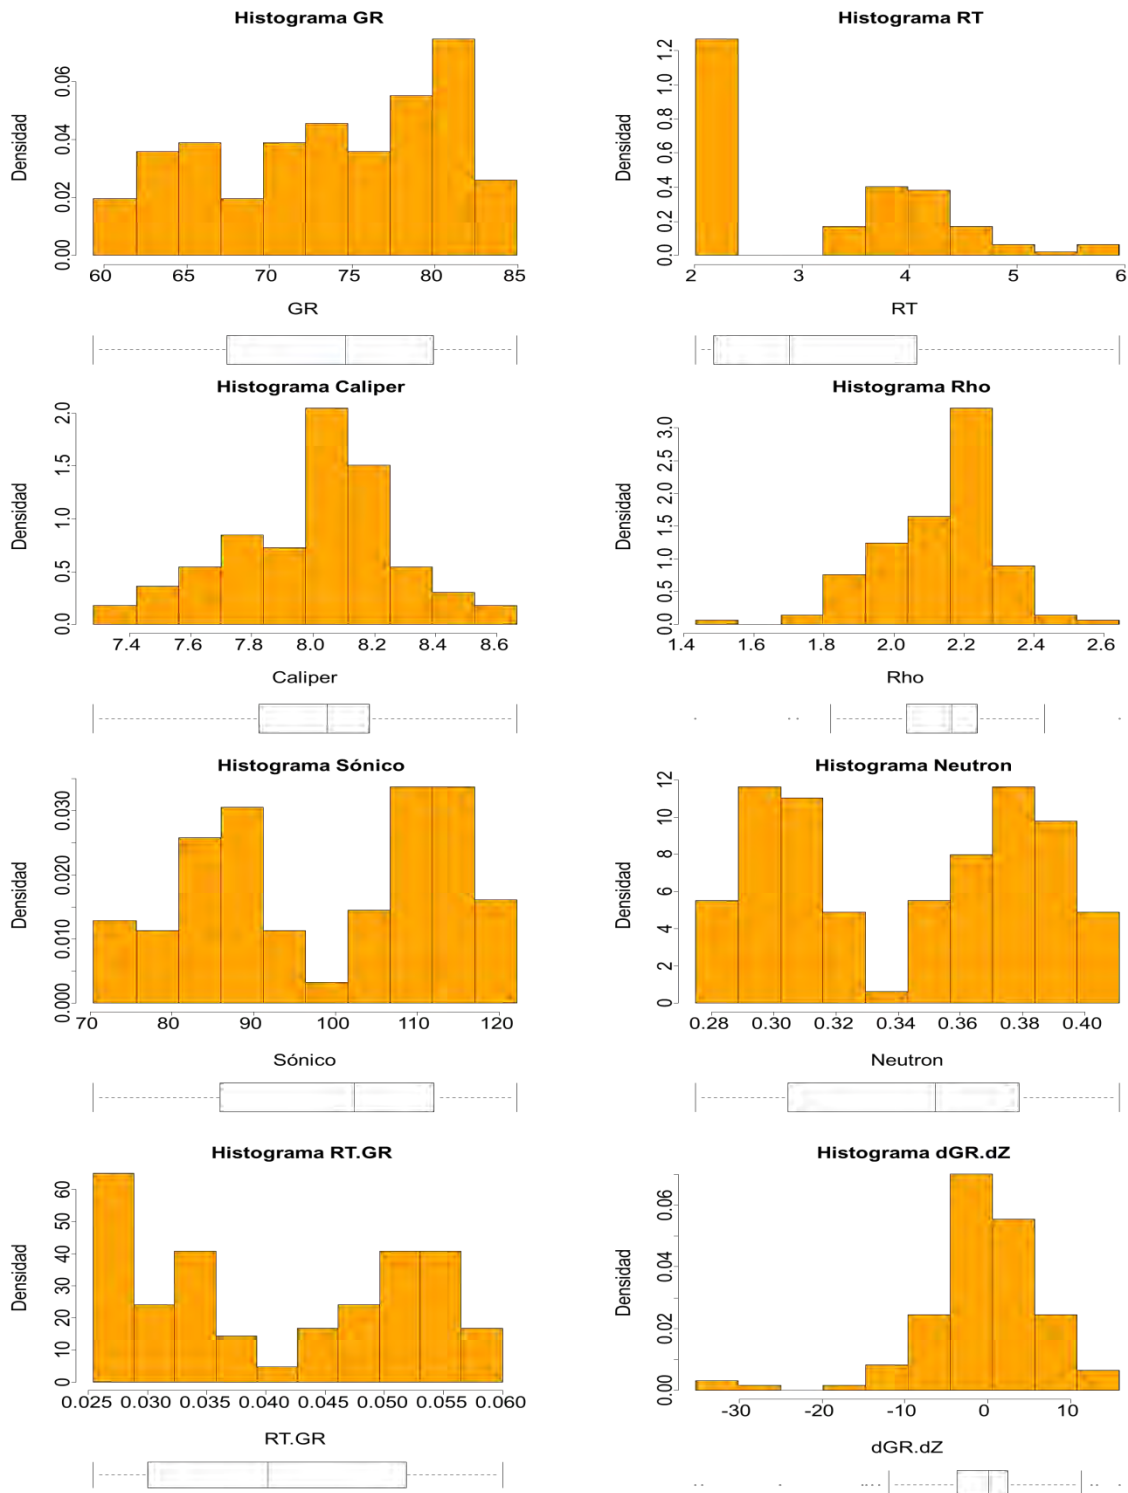 Histograma GR
Densidad
0.00 0.02 0.04 0.06
60 65 70 75 80 85
GR
Histograma RT
Densidad
0.0 0.2 0.4 0.6 0.8 1.0 1.2
2 3 4 5 6
RT
Histograma Caliper
Densidad
0.0 0.5 1.0 1.5 2.0
7.4 7.6 7.8 8.0 8.2 8.4 8.6
Caliper
Histograma Rho
Densidad
0.0 0.5 1.0 1.5 2.0 2.5 3.0
1.4 1.6 1.8 2.0 2.2 2.4 2.6
Rho
Histograma Sónico
Densidad
0.000 0.010 0.020 0.030
70 80 90 100 110 120
Sónico
Histograma Neutron
Densidad
0 2 4 6 8 10 12
0.28 0.30 0.32 0.34 0.36 0.38 0.40
Neutron
Histograma RT.GR
Densidad
0 10 20 30 40 50 60
0.025 0.030 0.035 0.040 0.045 0.050 0.055 0.060
RT.GR
Histograma dGR.dZ
Densidad
0.00 0.02 0.04 0.06
-30 -20 -10 0 10
dGR.dZ